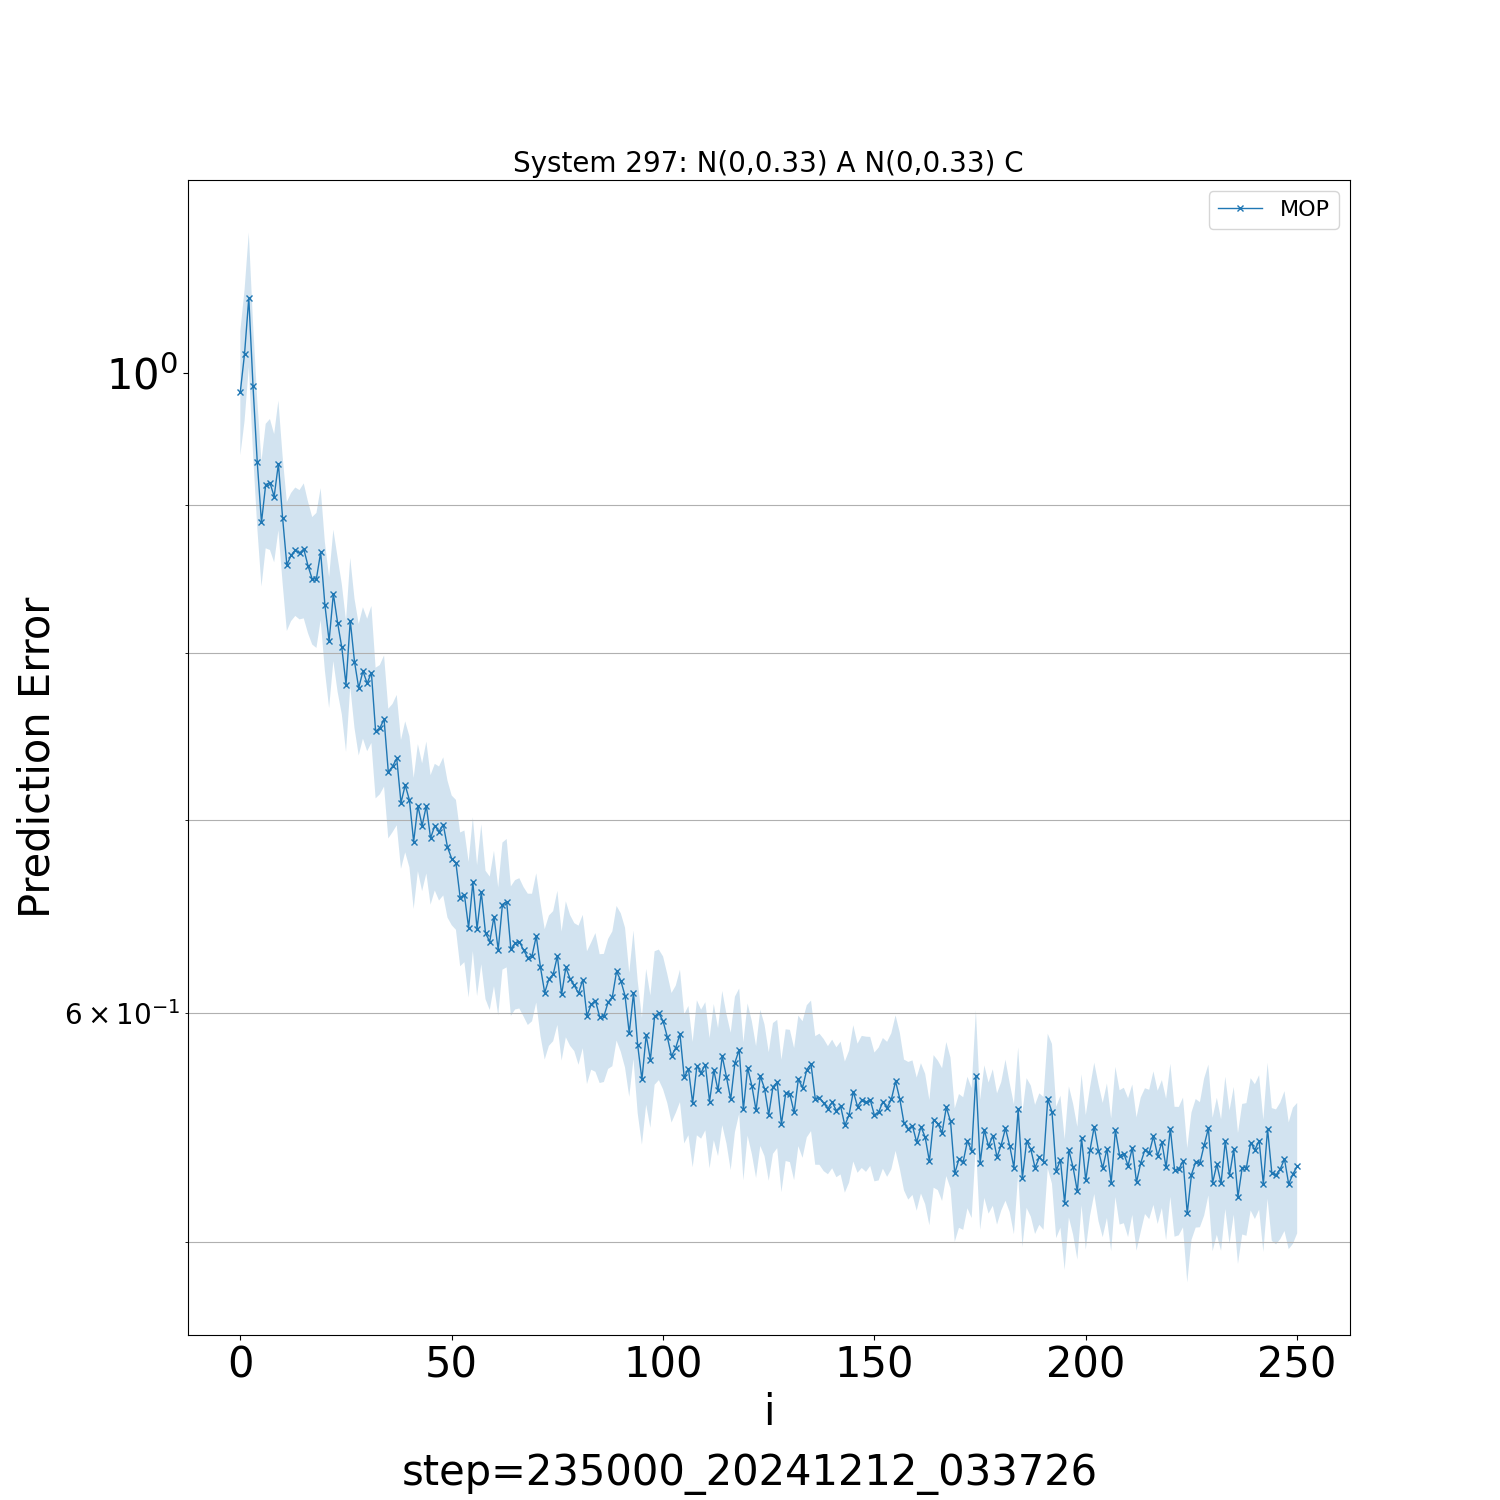 System 297: N(0,0.33) A N(0,0.33) C
MOP
10⁰
6 × 10⁻¹
Prediction Error
0 50 100 150 200 250
i
step=235000_20241212_033726